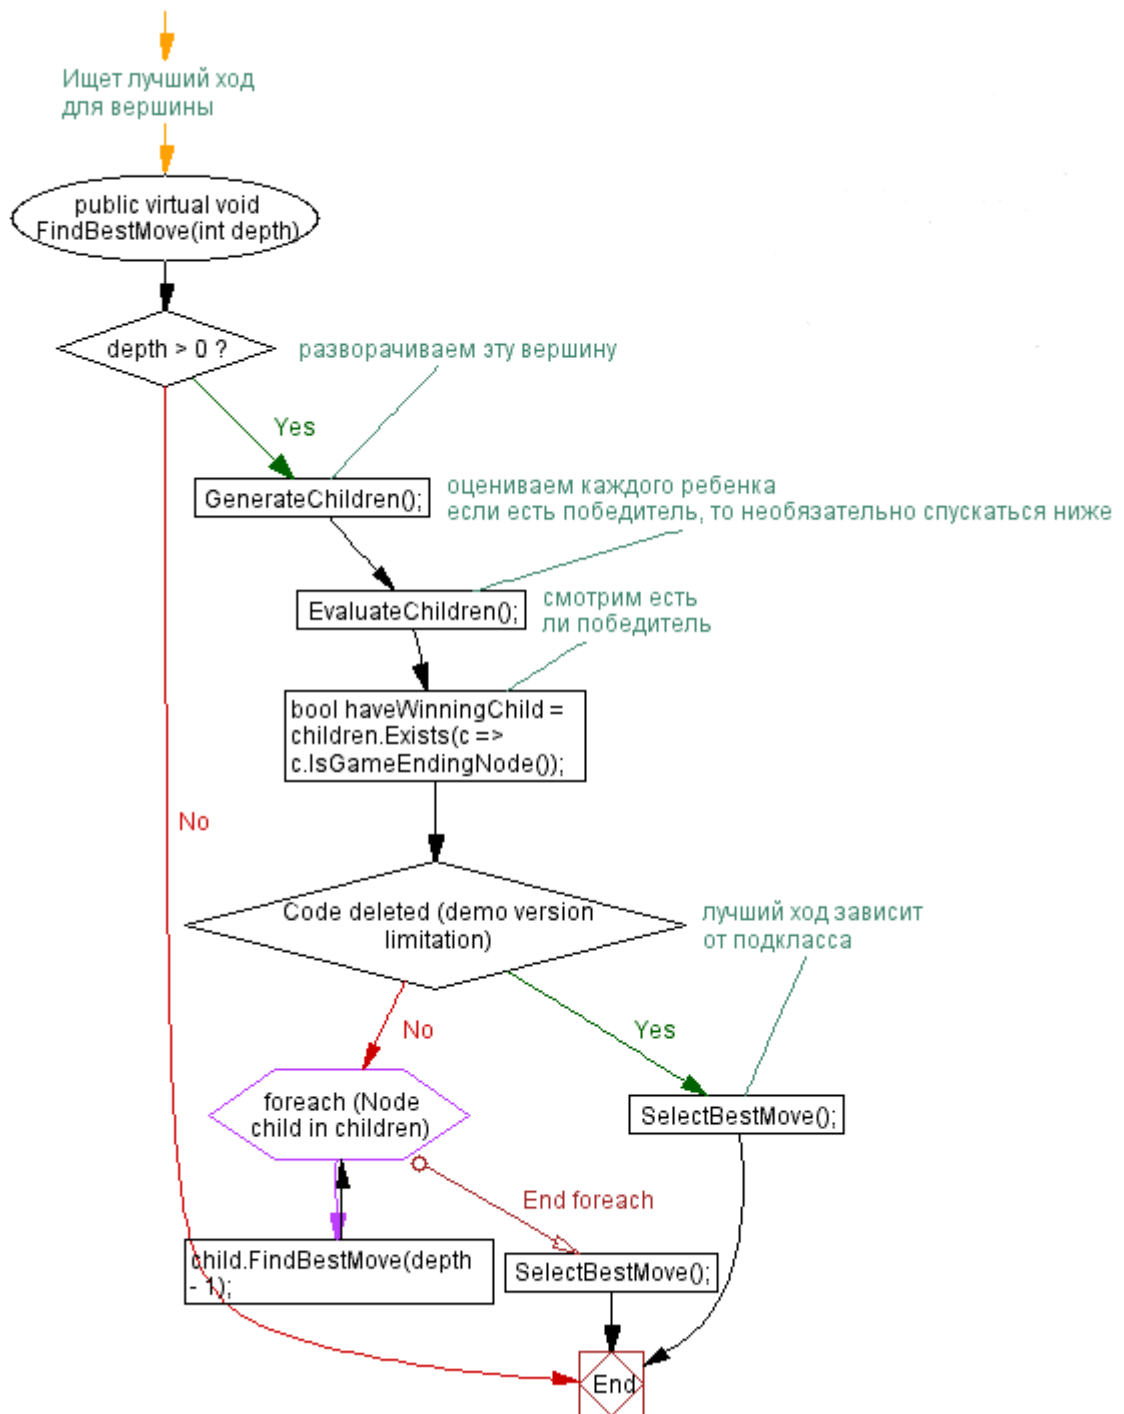 Ищет лучший ход
для вершины
public virtual void
FindBestMove(int depth)
depth > 0 ?
разворачиваем эту вершину
Yes
GenerateChildren();
оцениваем каждого ребенка
если есть победитель, то необязательно спускаться ниже
EvaluateChildren();
смотрим есть
ли победитель
bool haveWinningChild =
children.Exists(c =>
c.IsGameEndingNode());
No
Code deleted (demo version
limitation)
лучший ход зависит
от подкласса
No
Yes
foreach (Node
child in children)
SelectBestMove();
End foreach
child.FindBestMove(depth
- 1);
SelectBestMove();
End